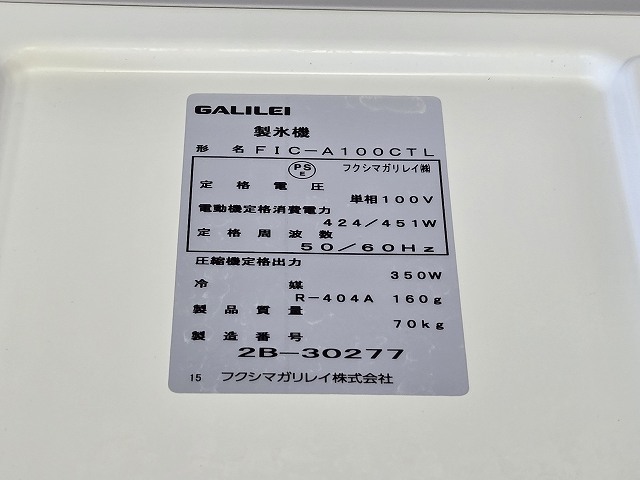 GALILEI
製氷機
形名 FIC-A100CTL
PS E フクシマガリレイ㈱
定格電圧 単相100V
電動機定格消費電力 424/451W
定格周波数 50/60Hz
圧縮機定格出力 350W
冷媒 R-404A 160g
製品質量 70kg
製造番号
2B-30277
15 フクシマガリレイ株式会社